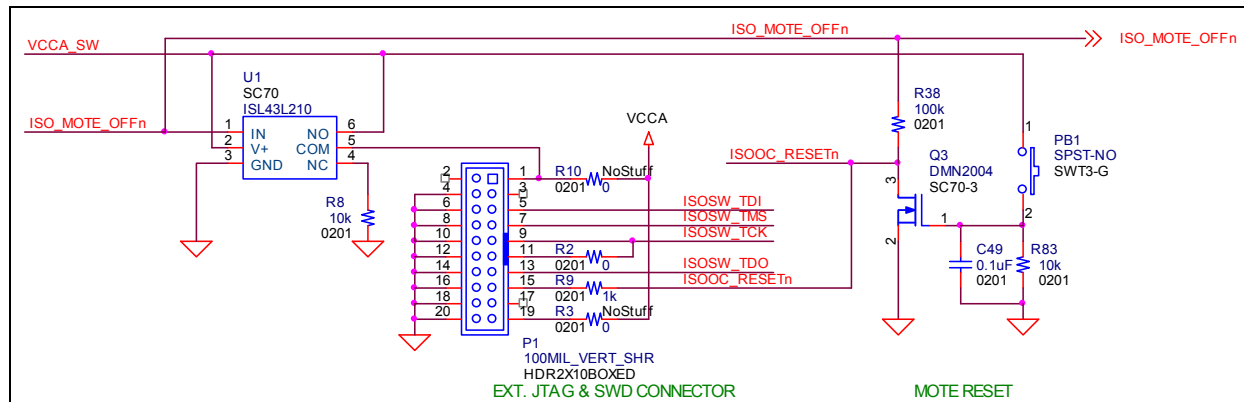 ISO_MOTE_OFFn
ISO_MOTE_OFFn
VCCA_SW
U1
SC70
ISL43L210
ISO_MOTE_OFFn
1 IN NO 6
2 V+ COM 5
3 GND NC 4
R8
10k
0201
VCCA
2 1 R10 NoStuff
0201 0
4 3
6 5 ISOSW_TDI
8 7 ISOSW_TMS
10 9 ISOSW_TCK
12 11 R2
0201 0
14 13 ISOSW_TDO
16 15 R9 ISOOC_RESETn
0201 1k
18 17
20 19 R3 NoStuff
0201 0
P1
100MIL_VERT_SHR
HDR2X10BOXED
EXT. JTAG & SWD CONNECTOR
R38
100k
0201
ISOOC_RESETn
Q3
DMN2004
SC70-3
3
1
2
1
PB1
SPST-NO
SWT3-G
2
C49
0.1uF
0201
R83
10k
0201
MOTE RESET